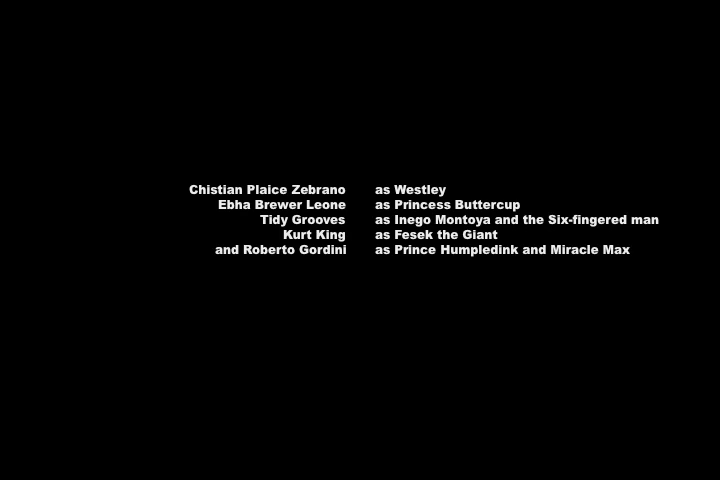 Chistian Plaice Zebrano as Westley
Ebha Brewer Leone as Princess Buttercup
Tidy Grooves as Inego Montoya and the Six-fingered man
Kurt King as Fesek the Giant
and Roberto Gordini as Prince Humpledink and Miracle Max